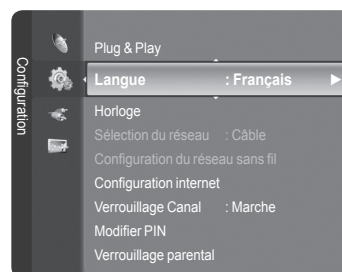 Configuration
Plug & Play
Langue : Français
Horloge
Sélection du réseau : Câble
Configuration du réseau sans fil
Configuration internet
Verrouillage Canal : Marche
Modifier PIN
Verrouillage parental